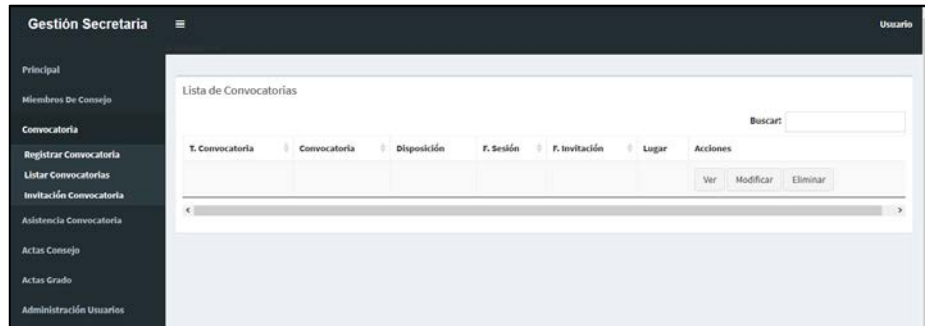 Gestión Secretaria
Usuario
Principal
Miembros De Consejo
Convocatoria
Registrar Convocatoria
Listar Convocatorias
Invitación Convocatoria
Asistencia Convocatoria
Actas Consejo
Actas Grado
Administración Usuarios
Lista de Convocatorias
Buscar:
T. Convocatoria Convocatoria Disposición F. Sesión F. Invitación Lugar Acciones
Ver Modificar Eliminar